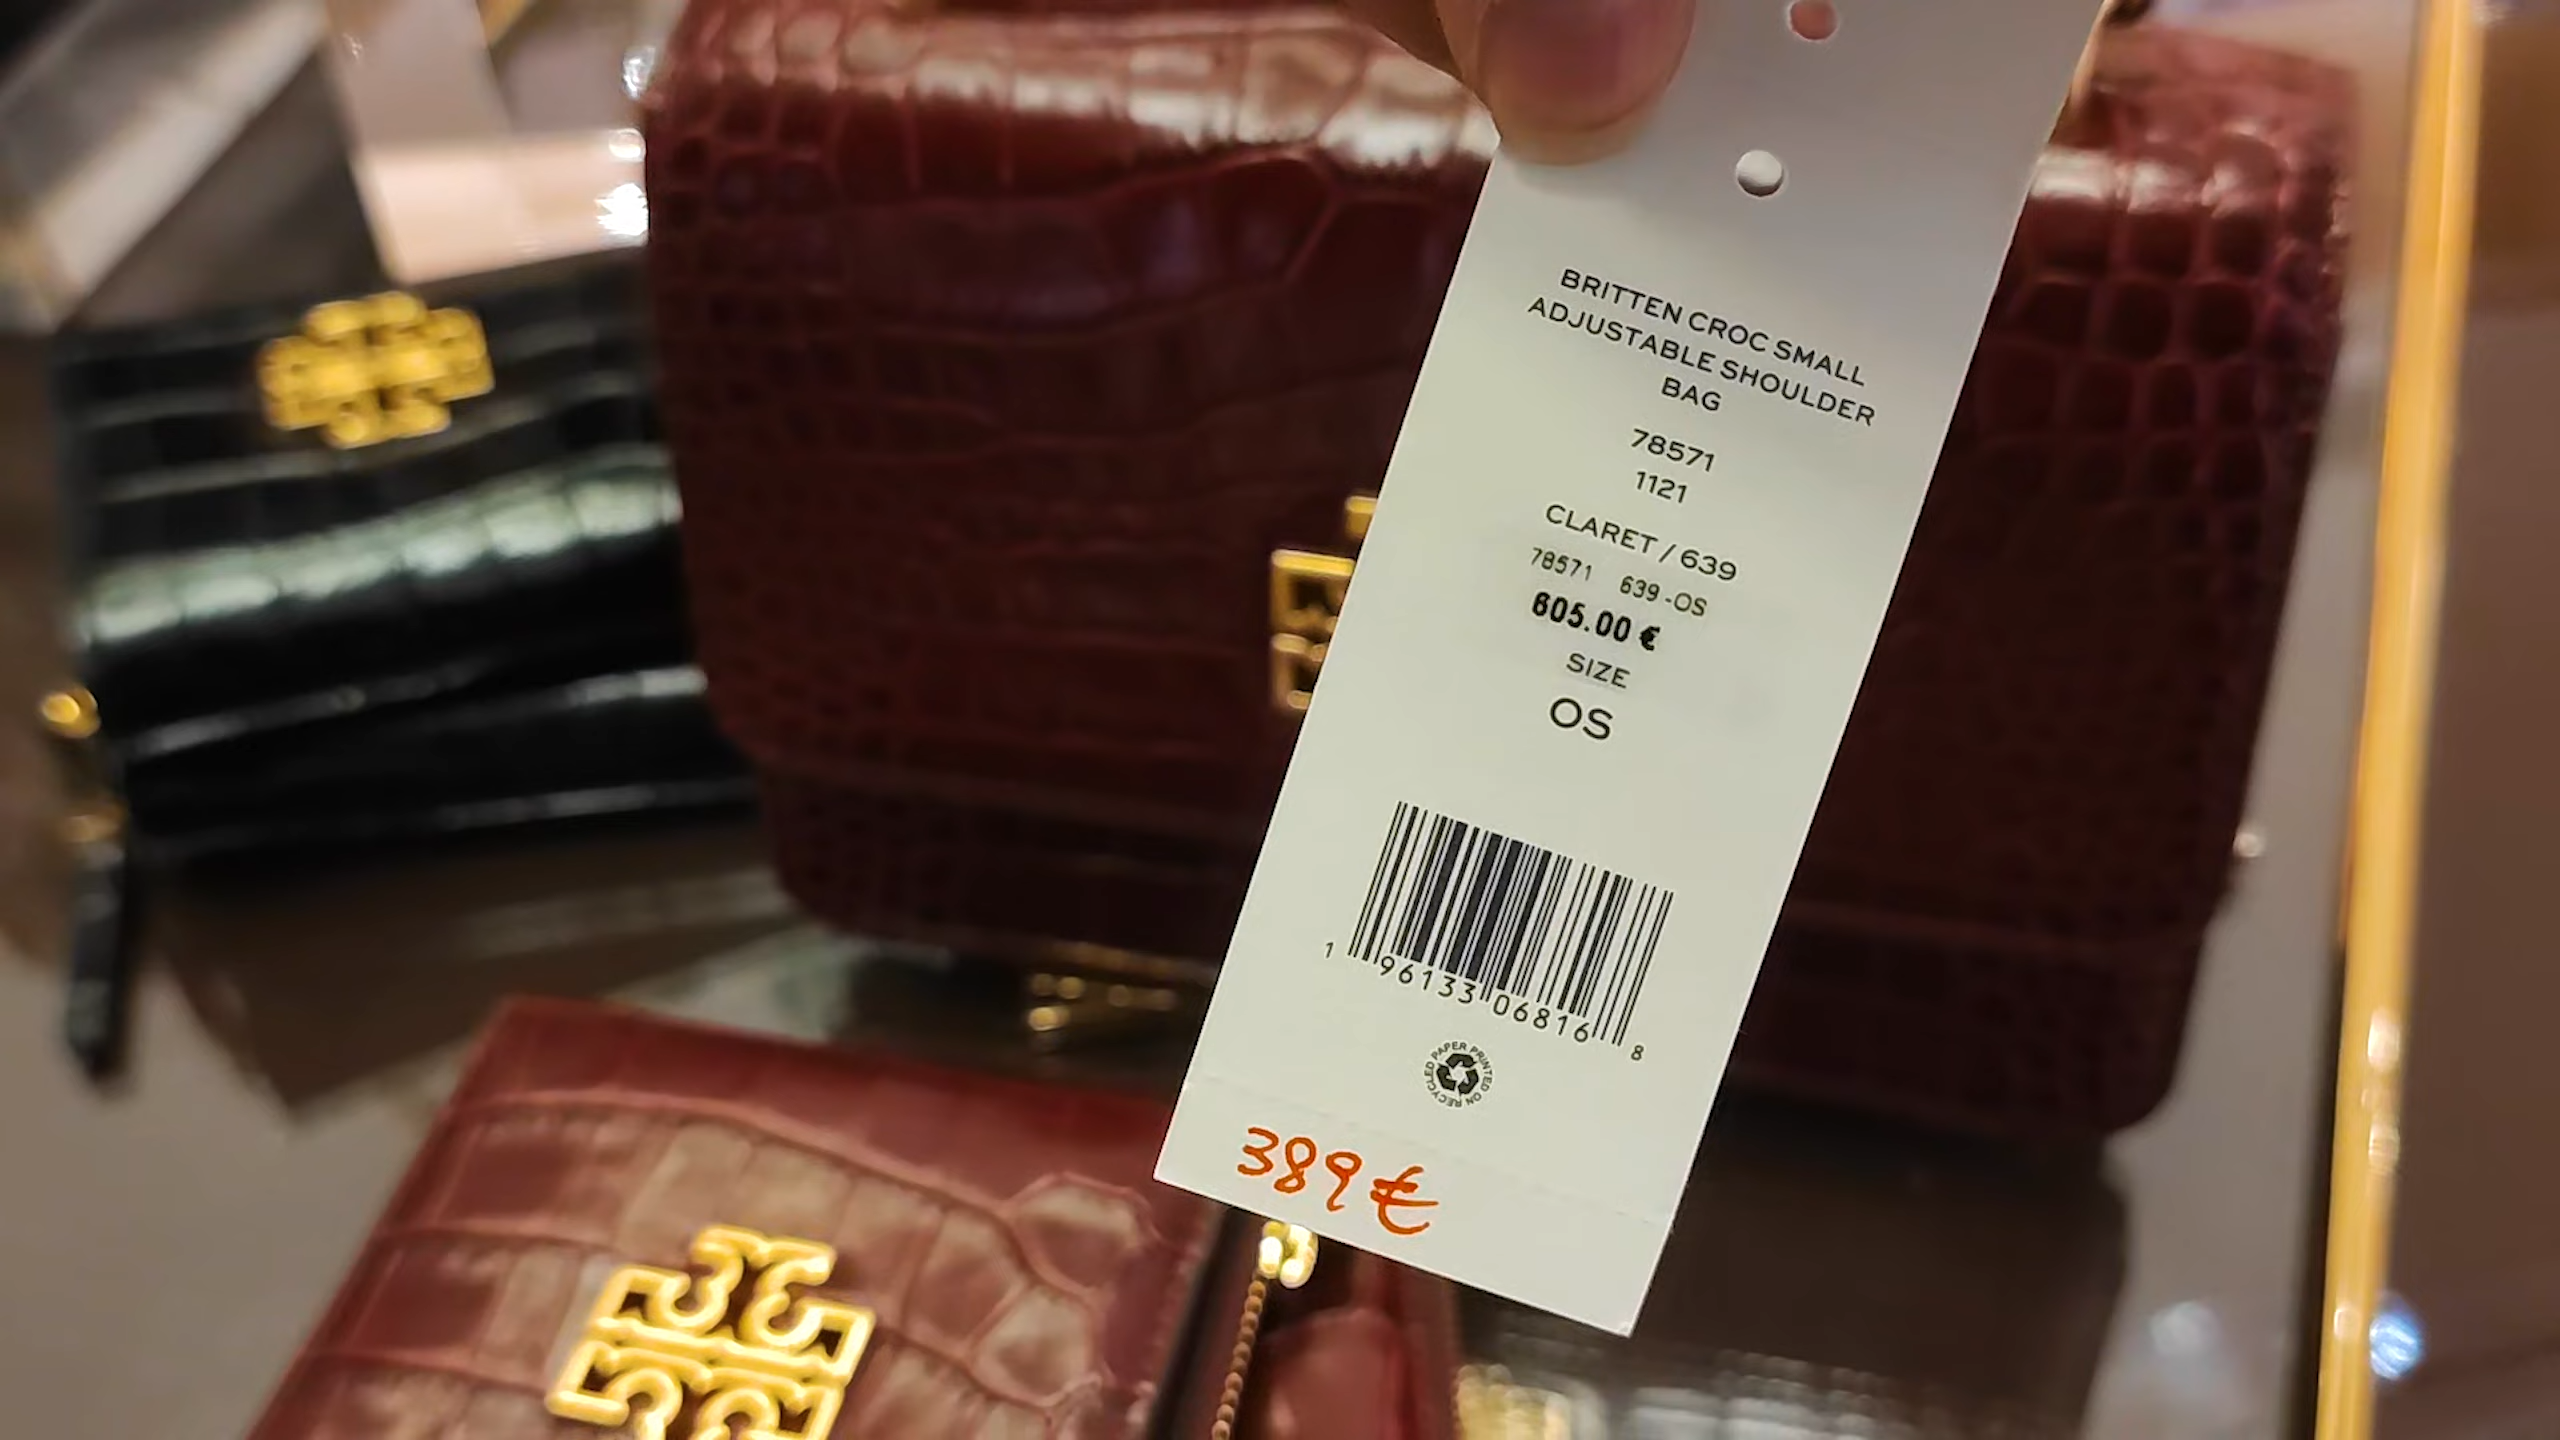 BRITTEN CROC SMALL
ADJUSTABLE SHOULDER
BAG
78571
1121
CLARET / 639
78571 639-OS
605.00 €
SIZE
OS
1 96133 06816 8
RECYCLED PAPER PRINTED ON
389€